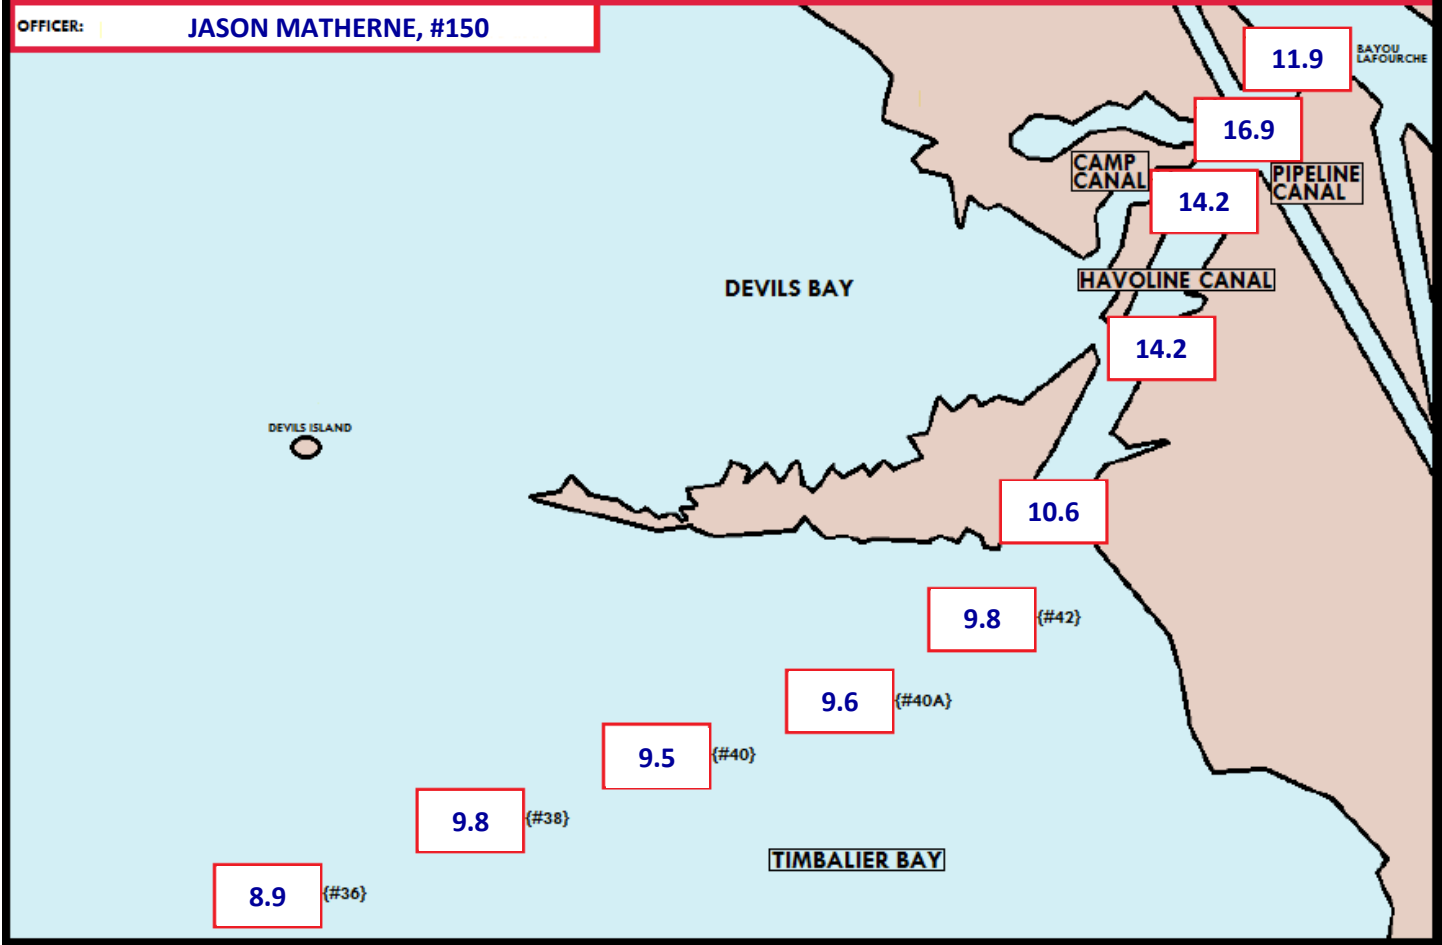 OFFICER: JASON MATHERNE, #150
11.9
BAYOU
LAFOURCHE
16.9
CAMP
CANAL
PIPELINE
CANAL
14.2
HAVOLINE CANAL
DEVILS BAY
14.2
DEVILS ISLAND
10.6
9.8 {#42}
9.6 {#40A}
9.5 {#40}
9.8 {#38}
TIMBALIER BAY
8.9 {#36}